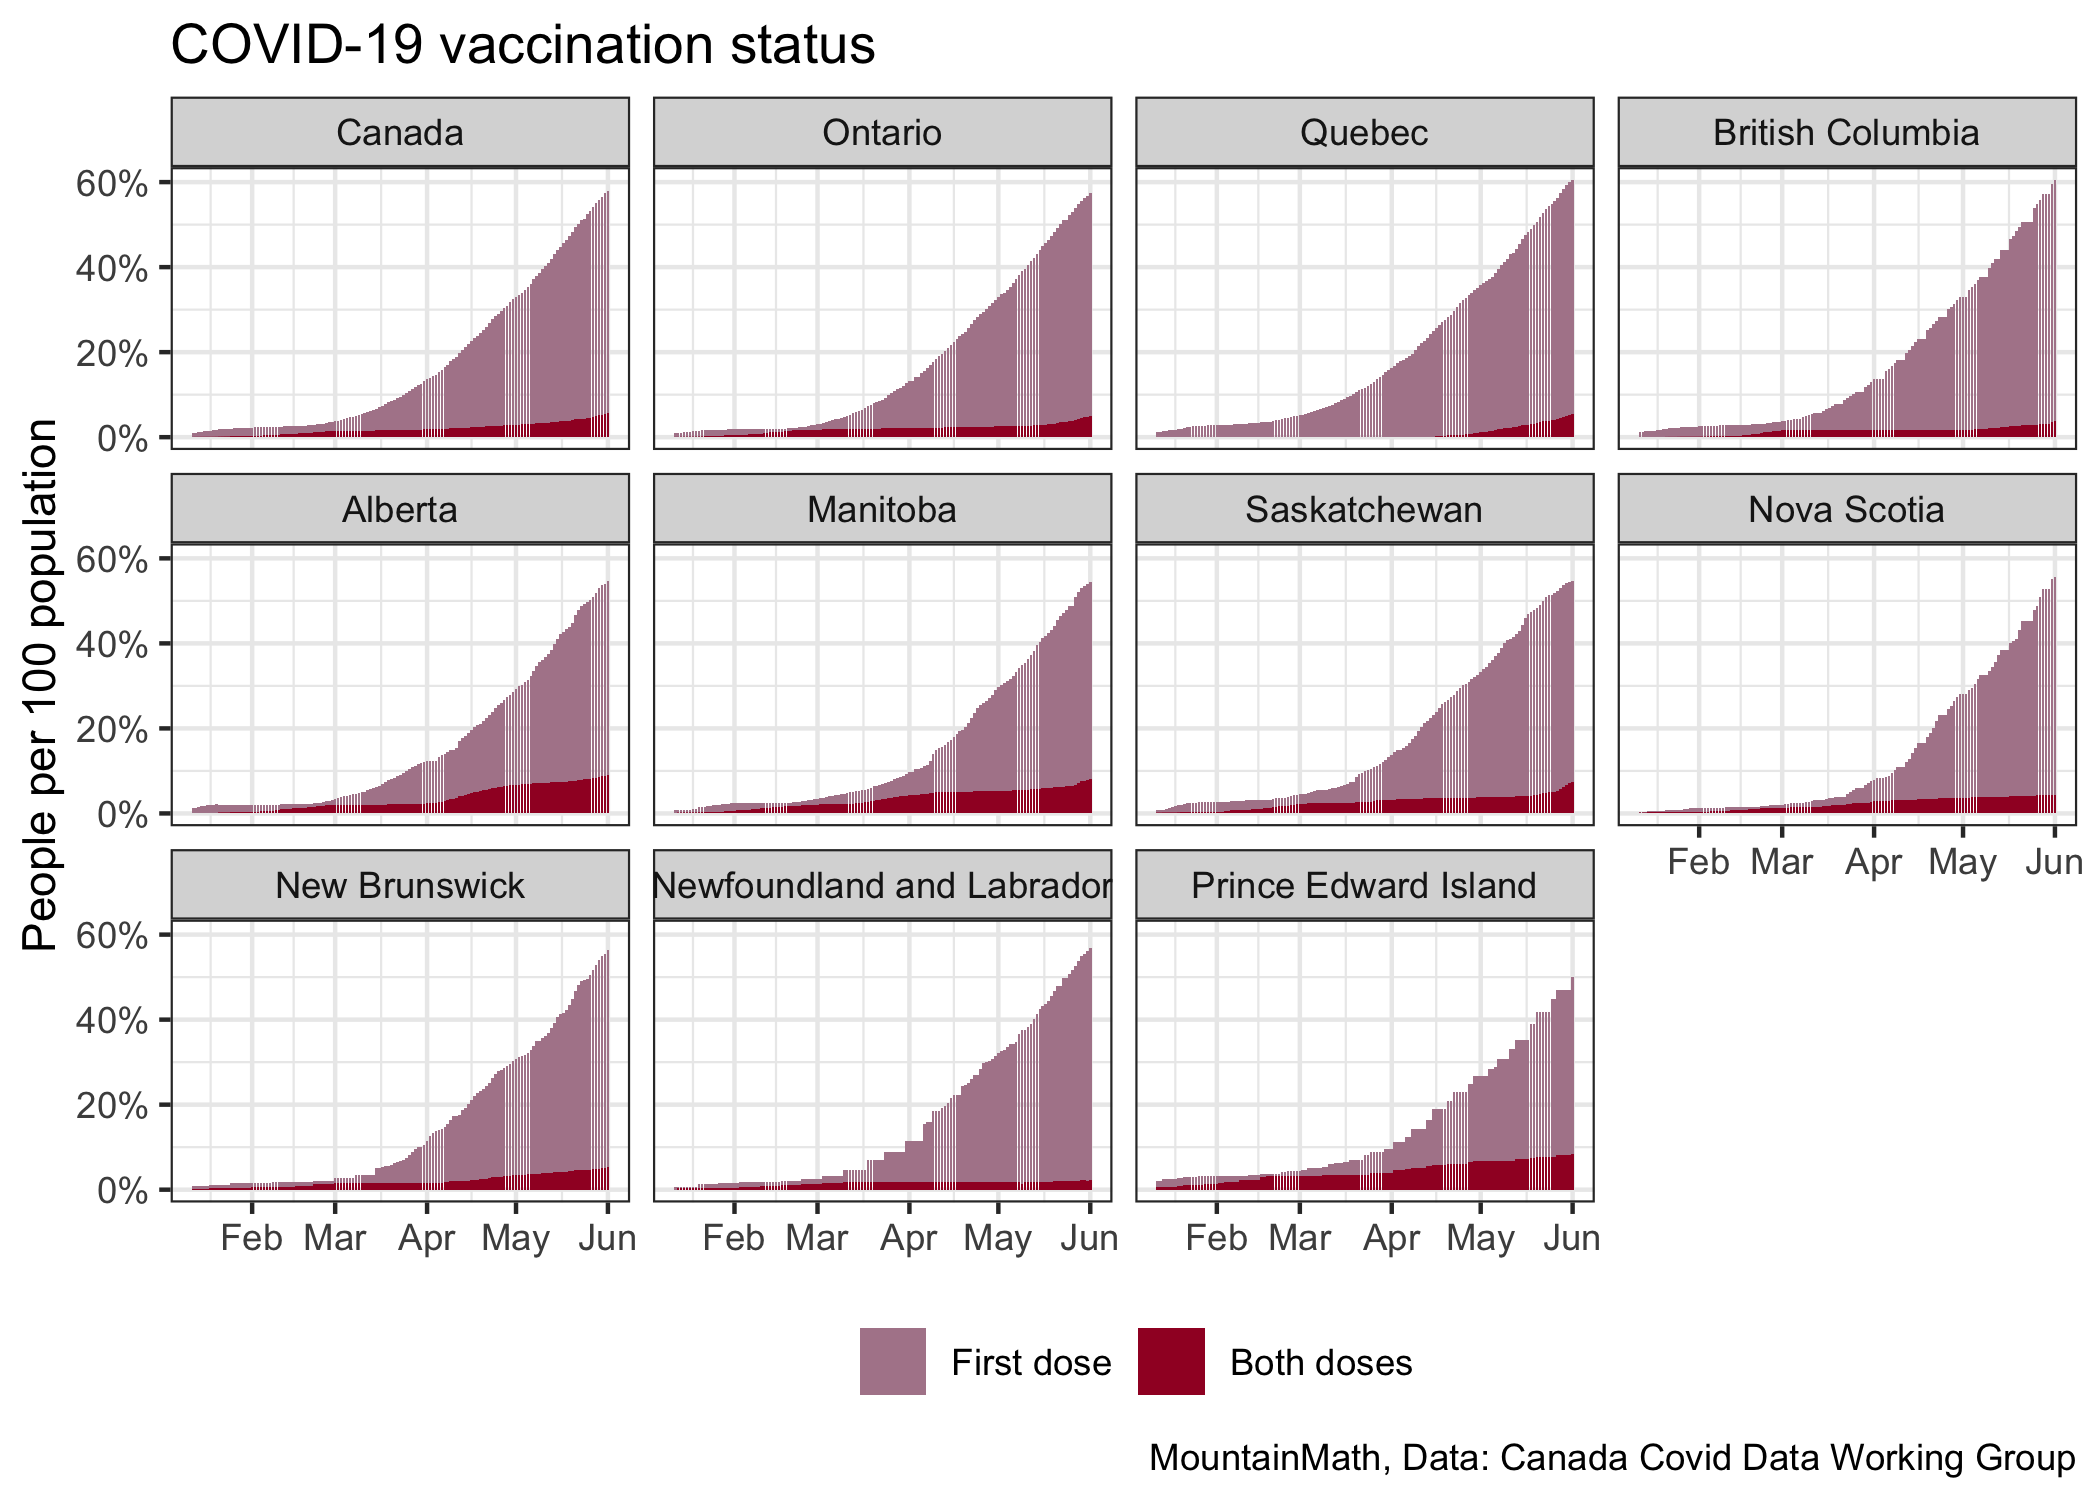 COVID-19 vaccination status
Canada
Ontario
Quebec
British Columbia
60%
40%
20%
0%
Alberta
Manitoba
Saskatchewan
Nova Scotia
60%
40%
20%
0%
Feb Mar Apr May Jun
New Brunswick
Newfoundland and Labrador
Prince Edward Island
60%
40%
20%
0%
Feb Mar Apr May Jun
Feb Mar Apr May Jun
Feb Mar Apr May Jun
People per 100 population
First dose
Both doses
MountainMath, Data: Canada Covid Data Working Group